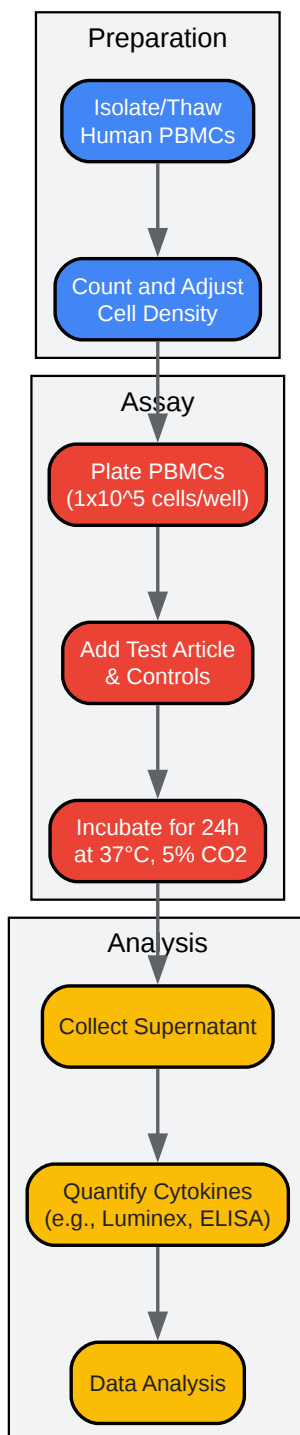 Preparation
Isolate/Thaw
Human PBMCs
Count and Adjust
Cell Density
Assay
Plate PBMCs
(1x10^5 cells/well)
Add Test Article
& Controls
Incubate for 24h
at 37°C, 5% CO2
Analysis
Collect Supernatant
Quantify Cytokines
(e.g., Luminex, ELISA)
Data Analysis